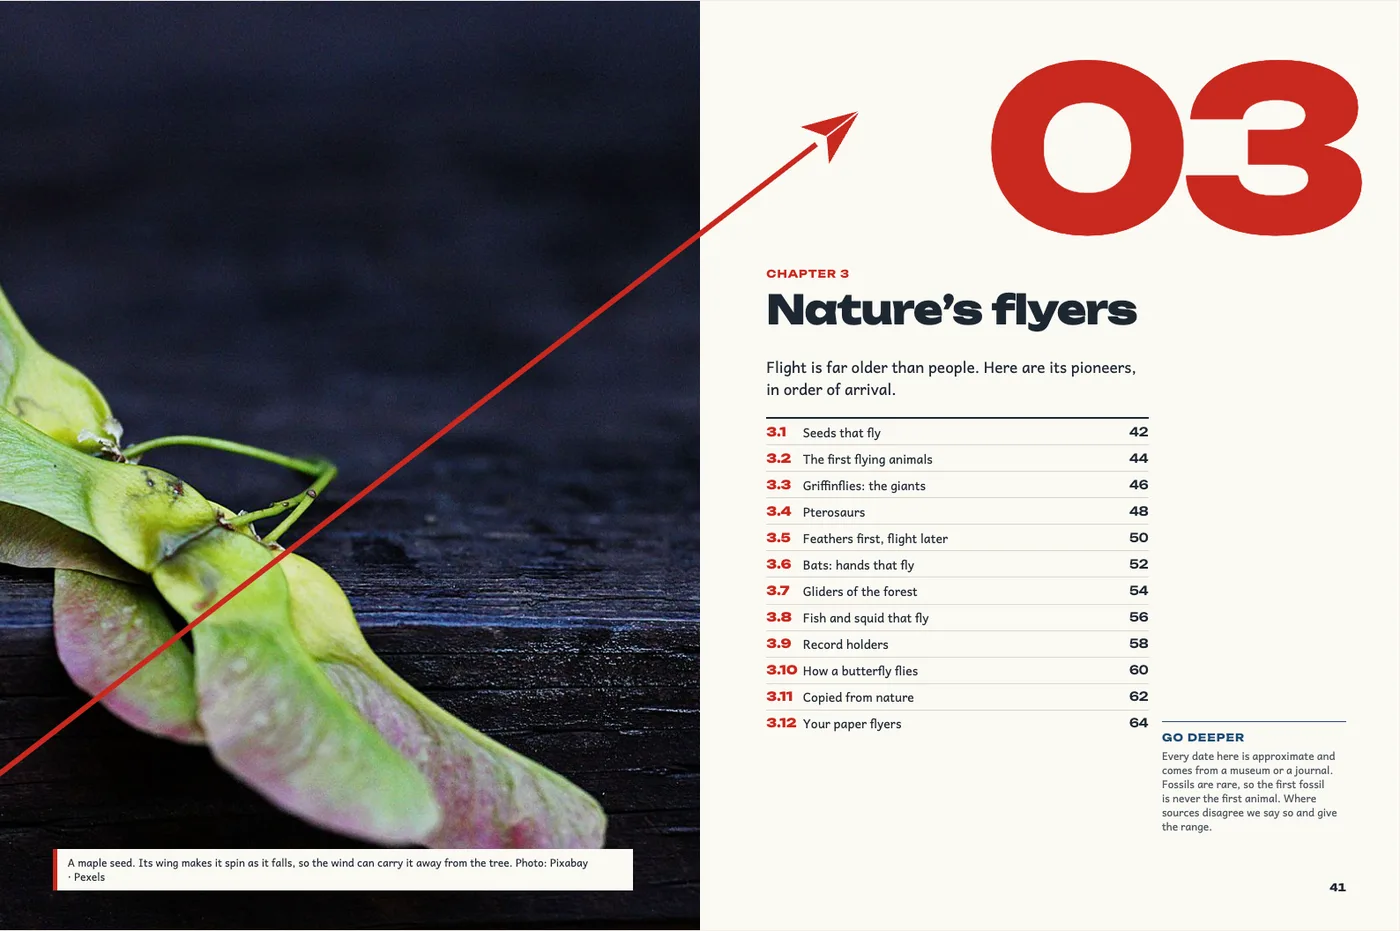 A maple seed. Its wing makes it spin as it falls, so the wind can carry it away from the tree. Photo: Pixabay
· Pexels
03
CHAPTER 3
Nature’s flyers
Flight is far older than people. Here are its pioneers,
in order of arrival.
3.1 Seeds that fly 42
3.2 The first flying animals 44
3.3 Griffinflies: the giants 46
3.4 Pterosaurs 48
3.5 Feathers first, flight later 50
3.6 Bats: hands that fly 52
3.7 Gliders of the forest 54
3.8 Fish and squid that fly 56
3.9 Record holders 58
3.10 How a butterfly flies 60
3.11 Copied from nature 62
3.12 Your paper flyers 64
GO DEEPER
Every date here is approximate and
comes from a museum or a journal.
Fossils are rare, so the first fossil
is never the first animal. Where
sources disagree we say so and give
the range.
41